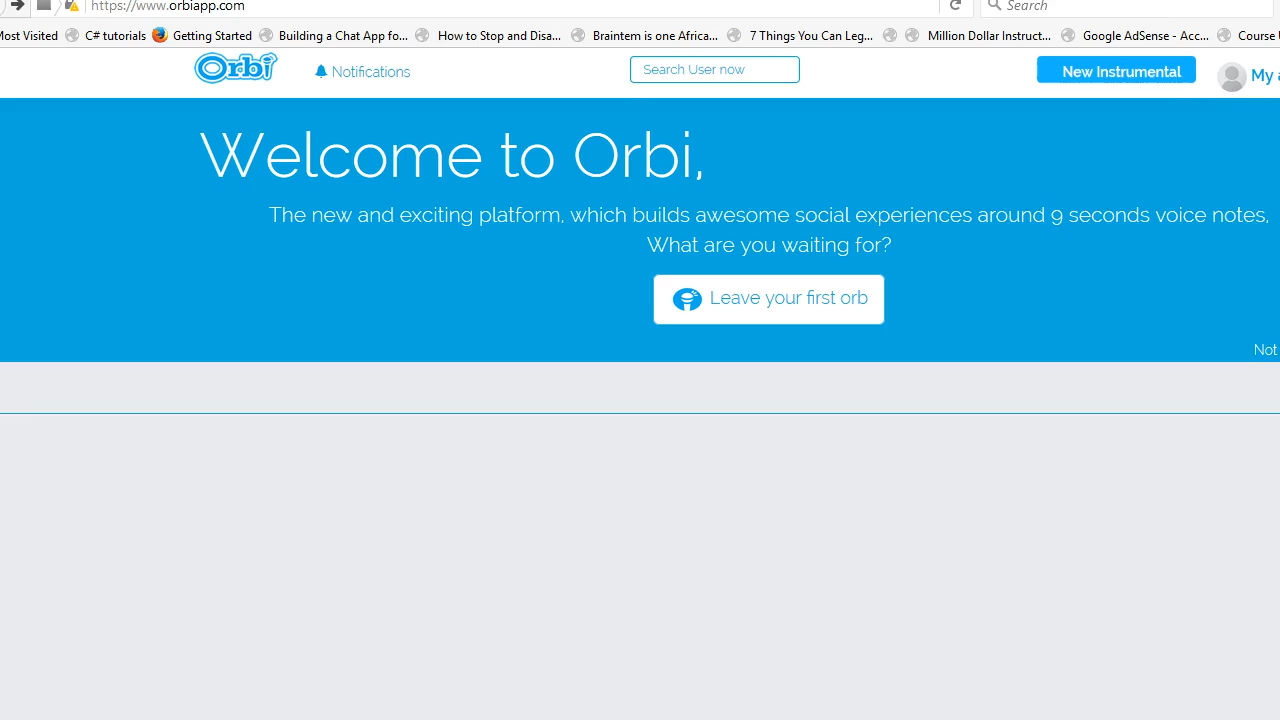 https://www.orbiapp.com
Search
Most Visited C# tutorials Getting Started Building a Chat App fo... How to Stop and Disa... Braintem is one Africa... 7 Things You Can Leg... Million Dollar Instruct... Google AdSense - Acc... Course
Orbi Notifications Search User now New Instrumental My
Welcome to Orbi,
The new and exciting platform, which builds awesome social experiences around 9 seconds voice notes,
What are you waiting for?
Leave your first orb
Not